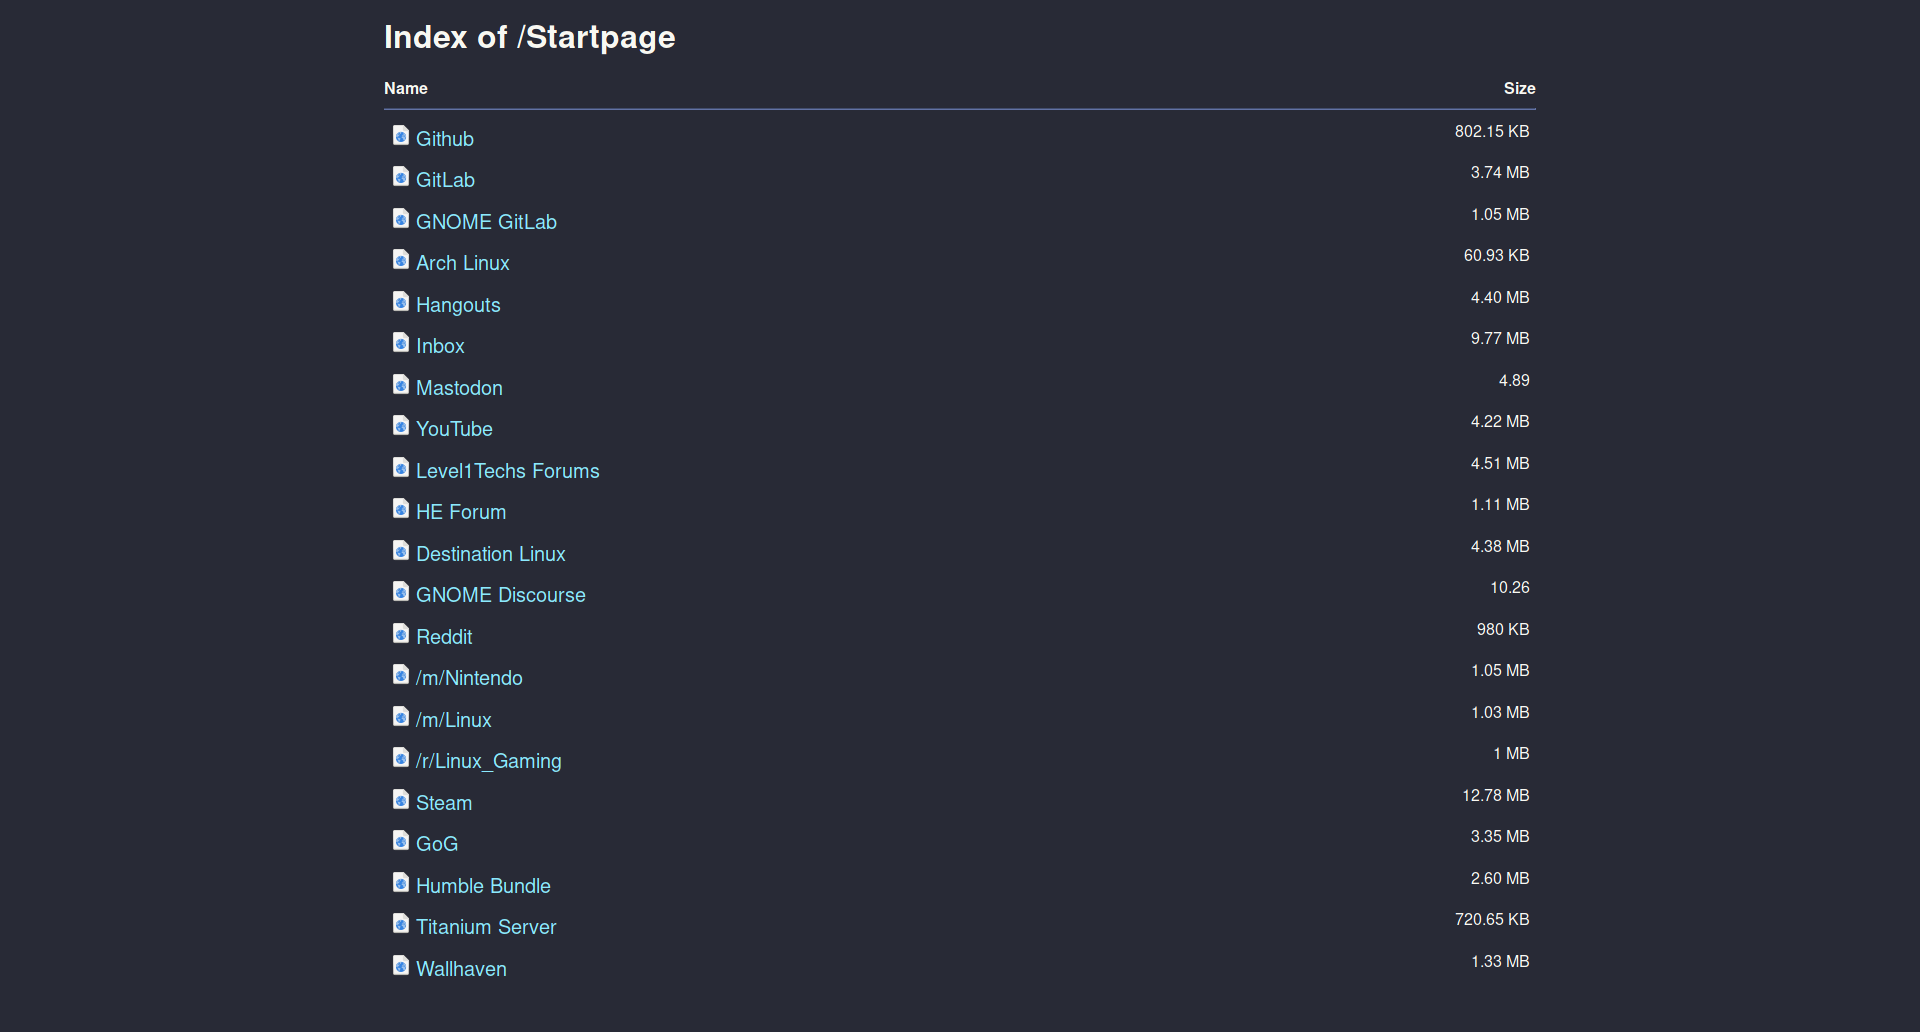 Index of /Startpage
Name Size
Github 802.15 KB
GitLab 3.74 MB
GNOME GitLab 1.05 MB
Arch Linux 60.93 KB
Hangouts 4.40 MB
Inbox 9.77 MB
Mastodon 4.89
YouTube 4.22 MB
Level1Techs Forums 4.51 MB
HE Forum 1.11 MB
Destination Linux 4.38 MB
GNOME Discourse 10.26
Reddit 980 KB
/m/Nintendo 1.05 MB
/m/Linux 1.03 MB
/r/Linux_Gaming 1 MB
Steam 12.78 MB
GoG 3.35 MB
Humble Bundle 2.60 MB
Titanium Server 720.65 KB
Wallhaven 1.33 MB